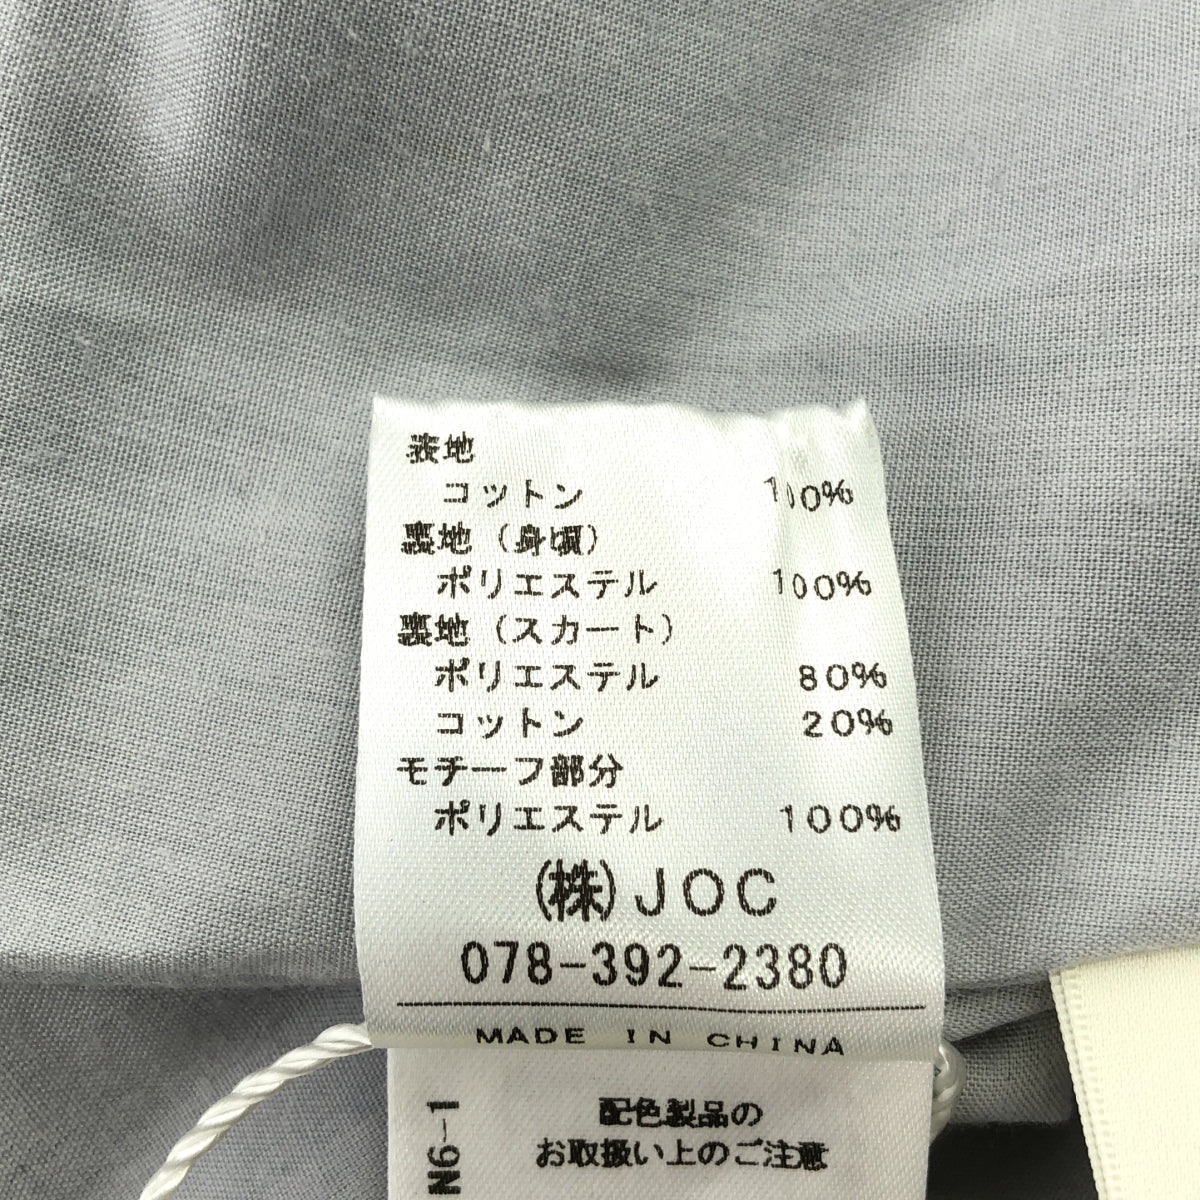 表地
コットン 100%
裏地（身頃）
ポリエステル 100%
裏地（スカート）
ポリエステル 80%
コットン 20%
モチーフ部分
ポリエステル 100%
(株)JOC
078-392-2380
MADE IN CHINA
配色製品の
お取扱い上のご注意
N6-1